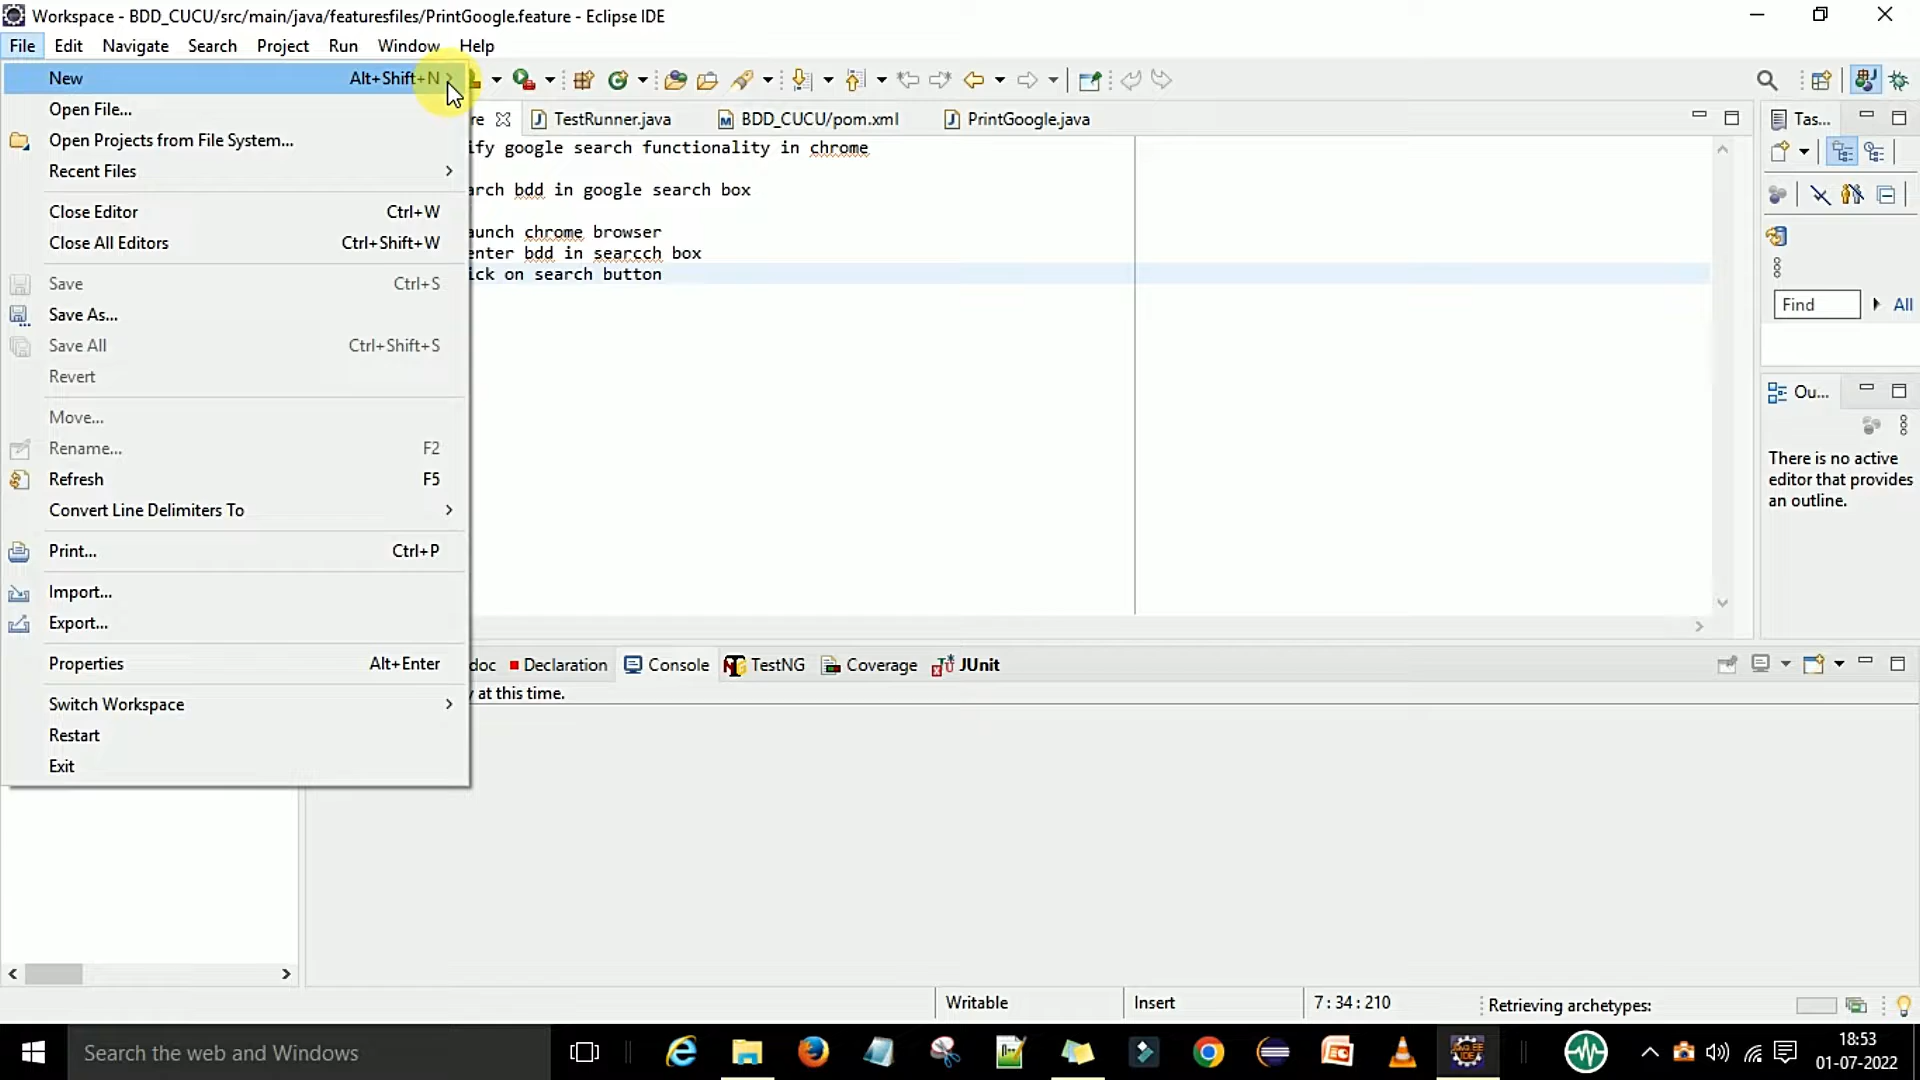 Workspace - BDD_CUCU/src/main/java/featuresfiles/PrintGoogle.feature - Eclipse IDE
File Edit Navigate Search Project Run Window Help
New Alt+Shift+N
Open File...
Open Projects from File System...
Recent Files
Close Editor Ctrl+W
Close All Editors Ctrl+Shift+W
Save Ctrl+S
Save As...
Save All Ctrl+Shift+S
Revert
Move...
Rename... F2
Refresh F5
Convert Line Delimiters To
Print... Ctrl+P
Import...
Export...
Properties Alt+Enter
Switch Workspace
Restart
Exit
re TestRunner.java BDD_CUCU/pom.xml PrintGoogle.java
ify google search functionality in chrome
arch bdd in google search box
aunch chrome browser
enter bdd in searcch box
ick on search button
Tas...
Find All
Ou...
There is no active
editor that provides
an outline.
doc Declaration Console TestNG Coverage JUnit
y at this time.
Writable Insert 7:34:210 Retrieving archetypes:
Search the web and Windows
18:53
01-07-2022